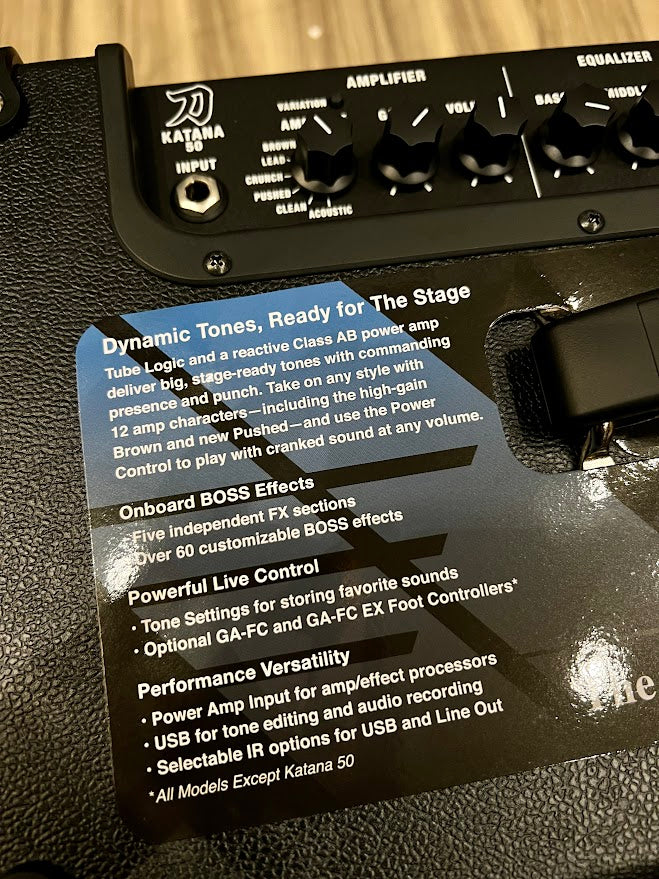 AMPLIFIER
EQUALIZER
KATANA
50
INPUT
VARIATION
BROWN
LEAD
CRUNCH
PUSHED
CLEAN
ACOUSTIC
Dynamic Tones, Ready for The Stage
Tube Logic and a reactive Class AB power amp
deliver big, stage-ready tones with commanding
presence and punch. Take on any style with
12 amp characters—including the high-gain
Brown and new Pushed—and use the Power
Control to play with cranked sound at any volume.
Onboard BOSS Effects
Five independent FX sections
Over 60 customizable BOSS effects
Powerful Live Control
• Tone Settings for storing favorite sounds
• Optional GA-FC and GA-FC EX Foot Controllers*
Performance Versatility
• Power Amp Input for amp/effect processors
• USB for tone editing and audio recording
• Selectable IR options for USB and Line Out
*All Models Except Katana 50
The